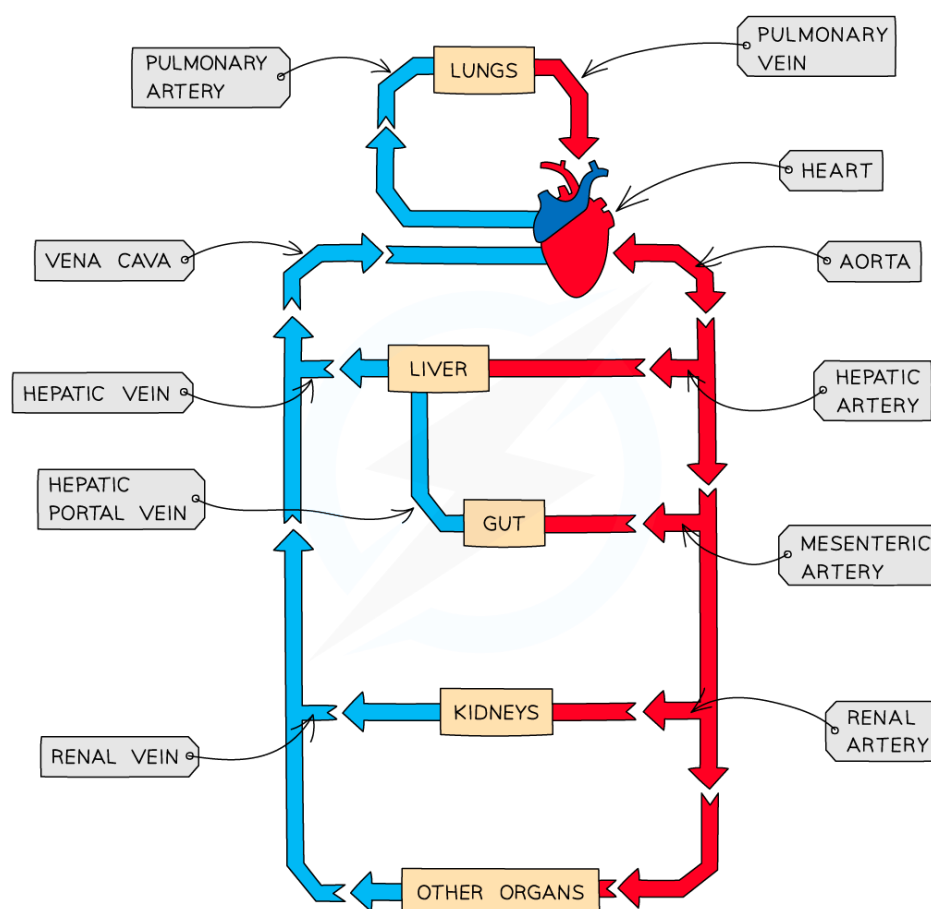 PULMONARY
ARTERY
LUNGS
PULMONARY
VEIN
HEART
VENA CAVA
AORTA
LIVER
HEPATIC VEIN
HEPATIC
ARTERY
HEPATIC
PORTAL VEIN
GUT
MESENTERIC
ARTERY
KIDNEYS
RENAL VEIN
RENAL
ARTERY
OTHER ORGANS